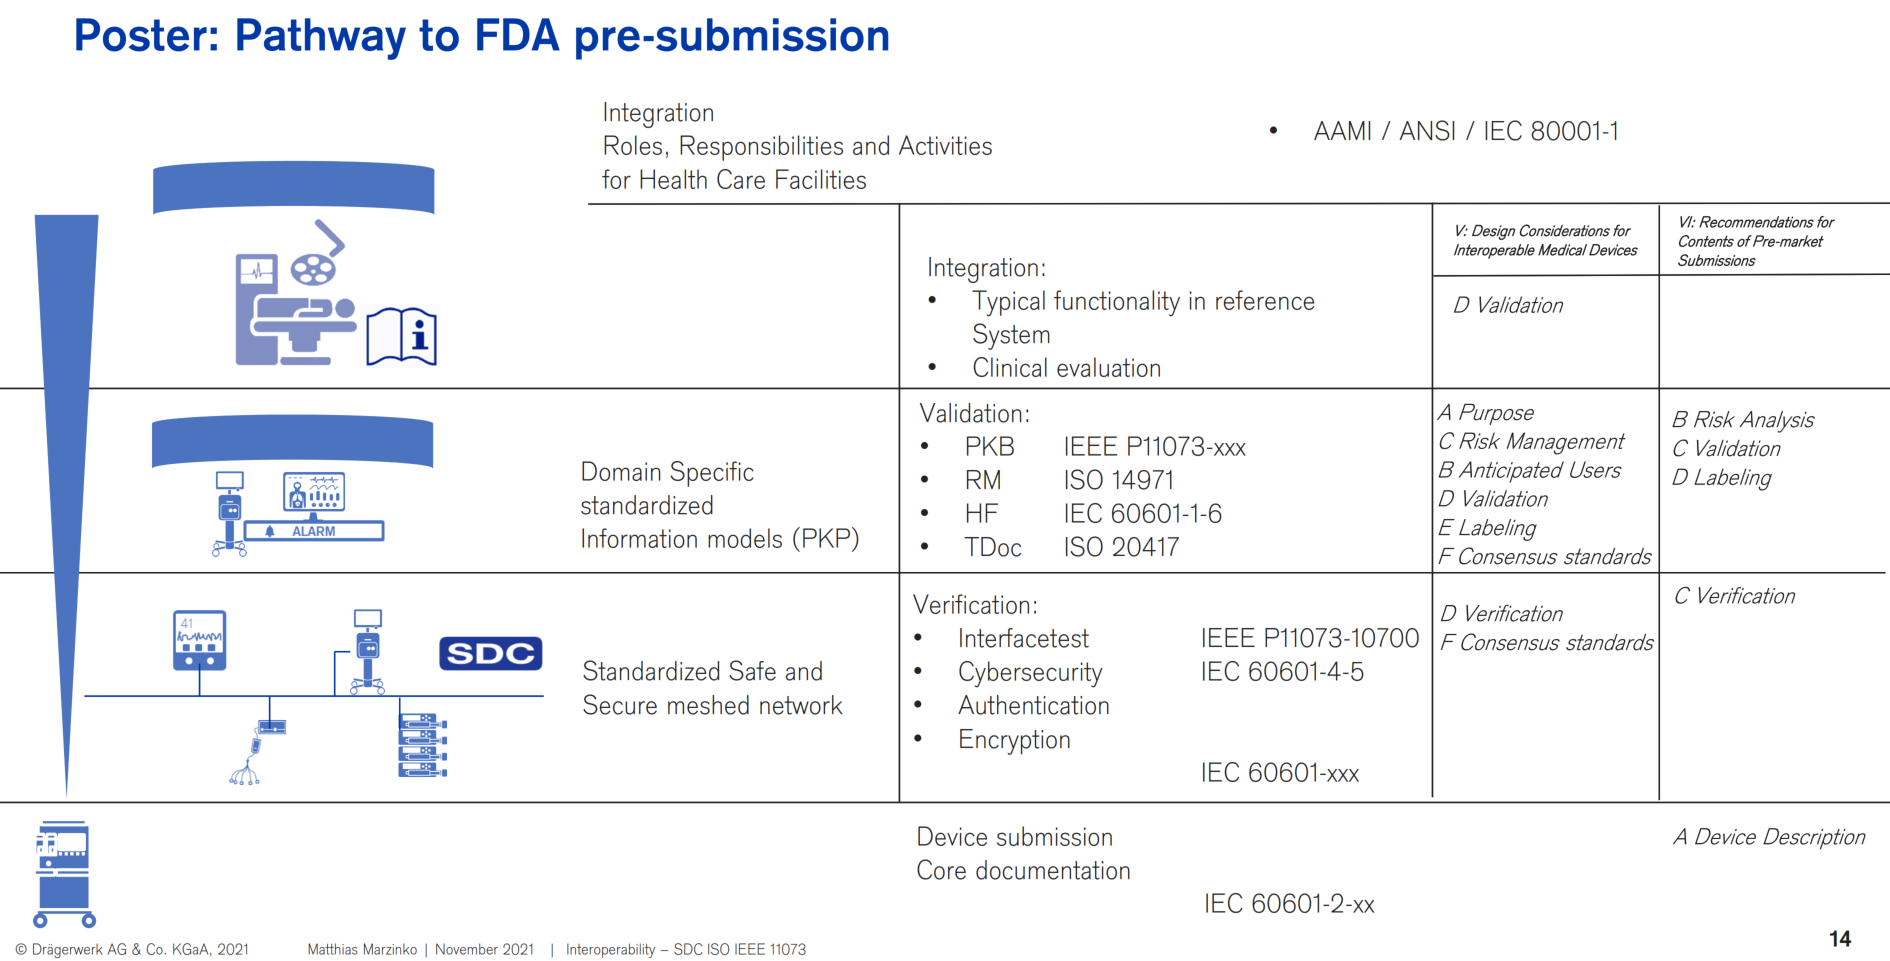 Poster: Pathway to FDA pre-submission
Integration
Roles, Responsibilities and Activities
for Health Care Facilities
• AAMI / ANSI / IEC 80001-1
V: Design Considerations for
Interoperable Medical Devices
VI: Recommendations for
Contents of Pre-market
Submissions
Integration:
• Typical functionality in reference
System
• Clinical evaluation
D Validation
ALARM
Domain Specific
standardized
Information models (PKP)
Validation:
• PKB IEEE P11073-xxx
• RM ISO 14971
• HF IEC 60601-1-6
• TDoc ISO 20417
A Purpose
C Risk Management
B Anticipated Users
D Validation
E Labeling
F Consensus standards
B Risk Analysis
C Validation
D Labeling
41
SDC
Standardized Safe and
Secure meshed network
Verification:
• Interfacetest IEEE P11073-10700
• Cybersecurity IEC 60601-4-5
• Authentication
• Encryption
IEC 60601-xxx
D Verification
F Consensus standards
C Verification
Device submission
Core documentation
IEC 60601-2-xx
A Device Description
© Drägerwerk AG & Co. KGaA, 2021 Matthias Marzinko | November 2021 | Interoperability – SDC ISO IEEE 11073
14